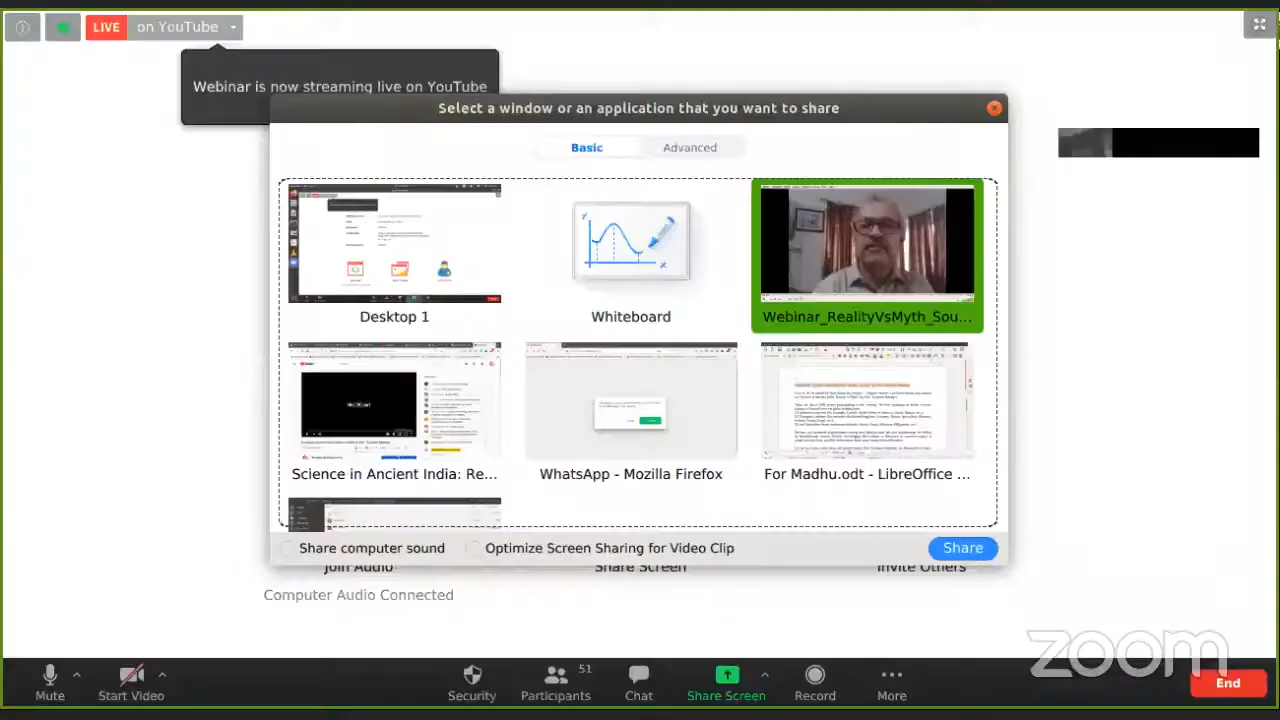 LIVE on YouTube
Webinar is now streaming live on YouTube
Select a window or an application that you want to share
Basic Advanced
Desktop 1
Whiteboard
Webinar_RealityVsMyth_Sou...
Science in Ancient India: Re...
WhatsApp - Mozilla Firefox
For Madhu.odt - LibreOffice ...
Share computer sound
Optimize Screen Sharing for Video Clip
Share
Join Audio
Share Screen
Invite Others
Computer Audio Connected
zoom
Mute
Start Video
Security
51
Participants
Chat
Share Screen
Record
More
End